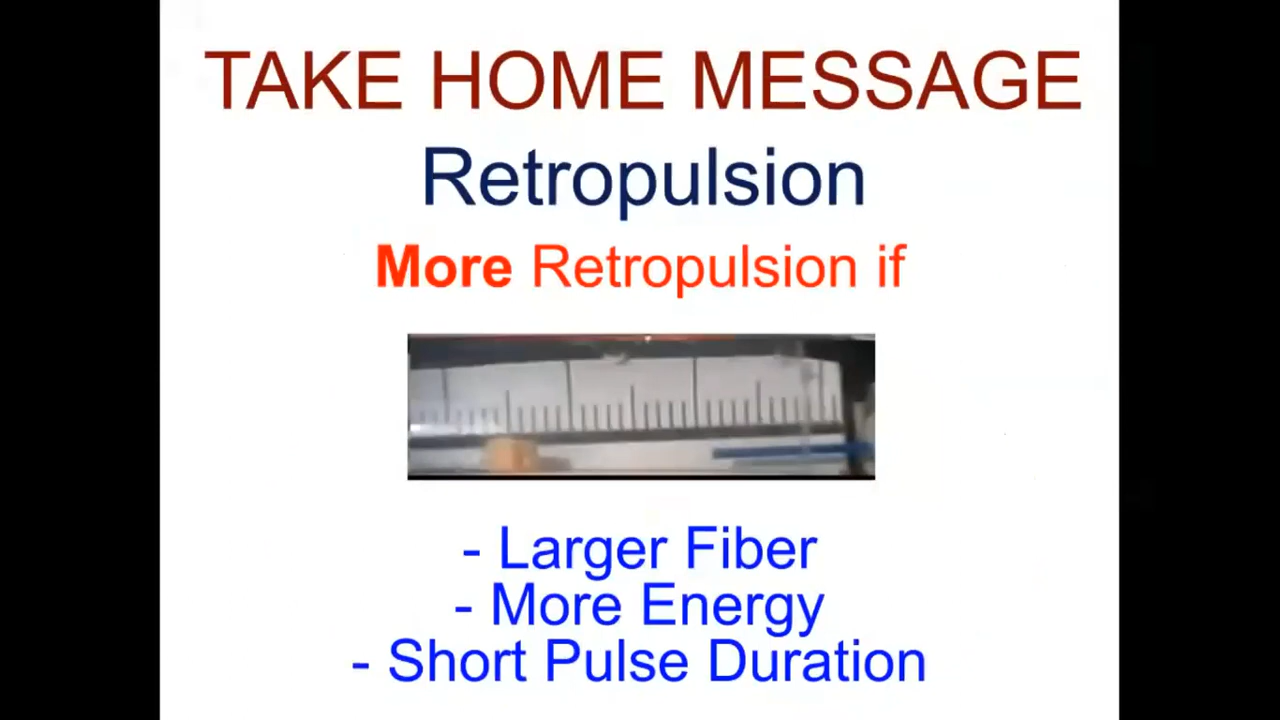 TAKE HOME MESSAGE
Retropulsion
More Retropulsion if
- Larger Fiber
- More Energy
- Short Pulse Duration